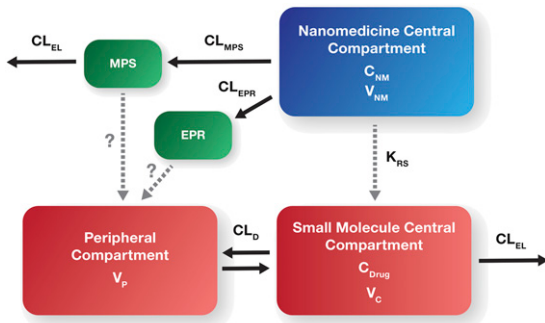 CL_EL
MPS
CL_MPS
Nanomedicine Central
Compartment
C_NM
V_NM
CL_EPR
EPR
?
?
K_RS
Peripheral
Compartment
V_P
CL_D
Small Molecule Central
Compartment
C_Drug
V_C
CL_EL